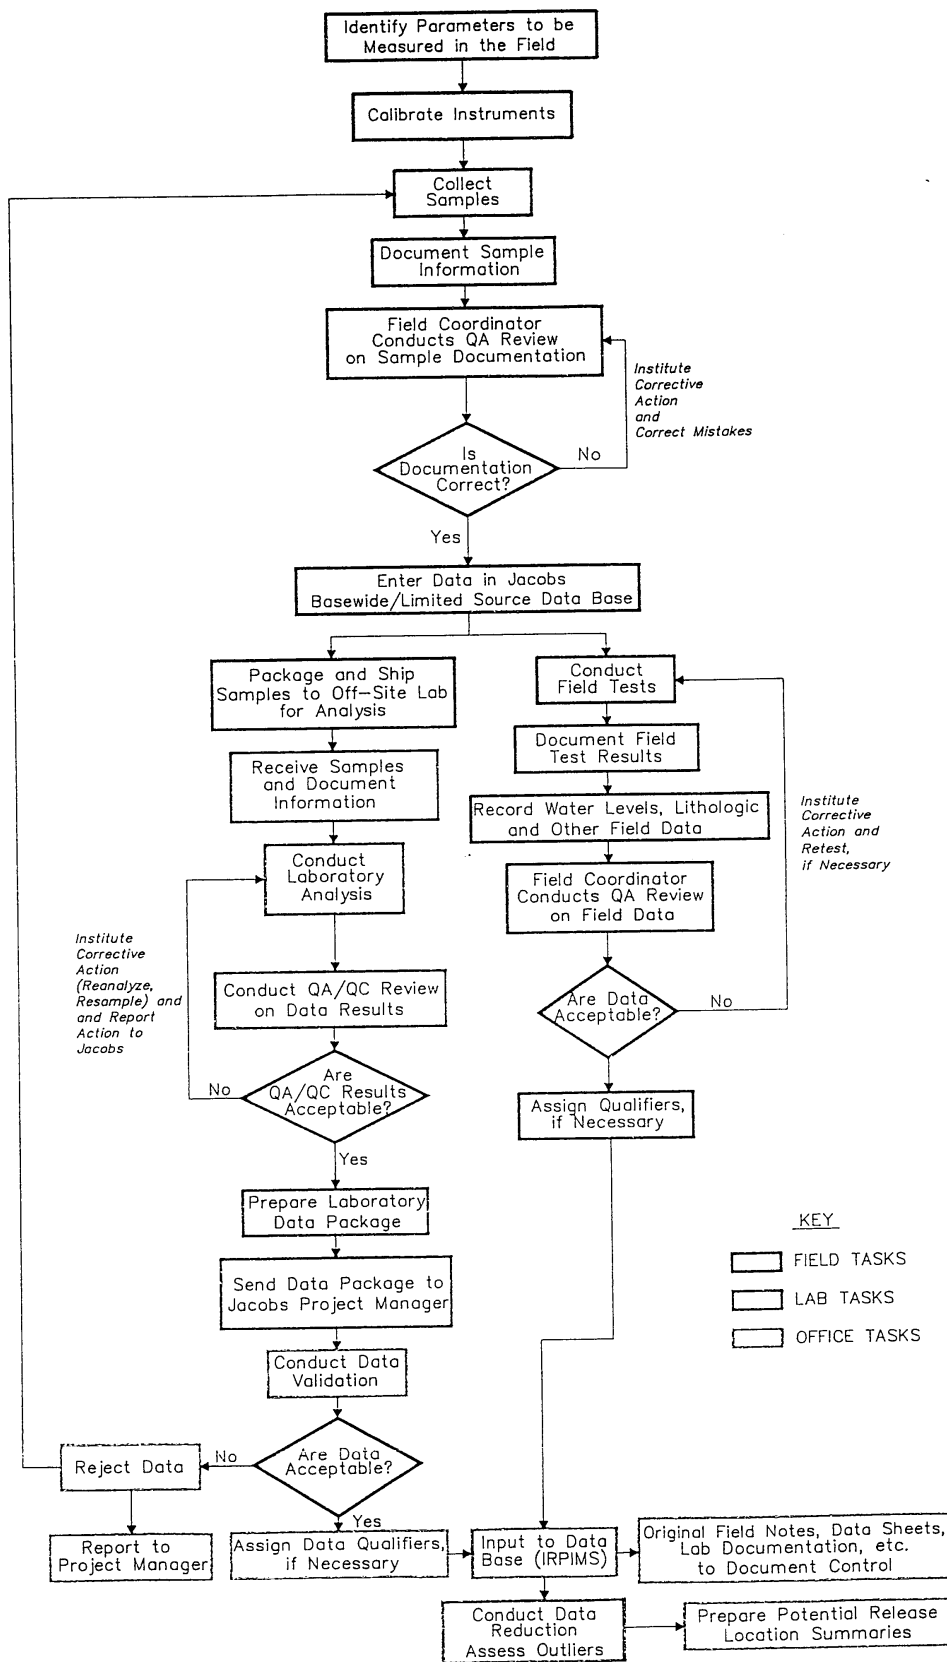 Identify Parameters to be
Measured in the Field
Calibrate Instruments
Collect
Samples
Document Sample
Information
Field Coordinator
Conducts QA Review
on Sample Documentation
Institute
Corrective
Action
and
Correct Mistakes
Is
Documentation
Correct?
No
Yes
Enter Data in Jacobs
Basewide/Limited Source Data Base
Package and Ship
Samples to Off-Site Lab
for Analysis
Receive Samples
and Document
Information
Conduct
Laboratory
Analysis
Institute
Corrective
Action
(Reanalyze,
Resample) and
and Report
Action to
Jacobs
Conduct QA/QC Review
on Data Results
Are
QA/QC Results
Acceptable?
No
Yes
Prepare Laboratory
Data Package
Send Data Package to
Jacobs Project Manager
Conduct Data
Validation
Are Data
Acceptable?
No
Reject Data
Report to
Project Manager
Yes
Assign Data Qualifiers,
if Necessary
Conduct
Field Tests
Document Field
Test Results
Record Water Levels, Lithologic
and Other Field Data
Field Coordinator
Conducts QA Review
on Field Data
Institute
Corrective
Action and
Retest,
if Necessary
Are Data
Acceptable?
No
Assign Qualifiers,
if Necessary
Input to Data
Base (IRPIMS)
Original Field Notes, Data Sheets,
Lab Documentation, etc.
to Document Control
Conduct Data
Reduction
Assess Outliers
Prepare Potential Release
Location Summaries
KEY
FIELD TASKS
LAB TASKS
OFFICE TASKS